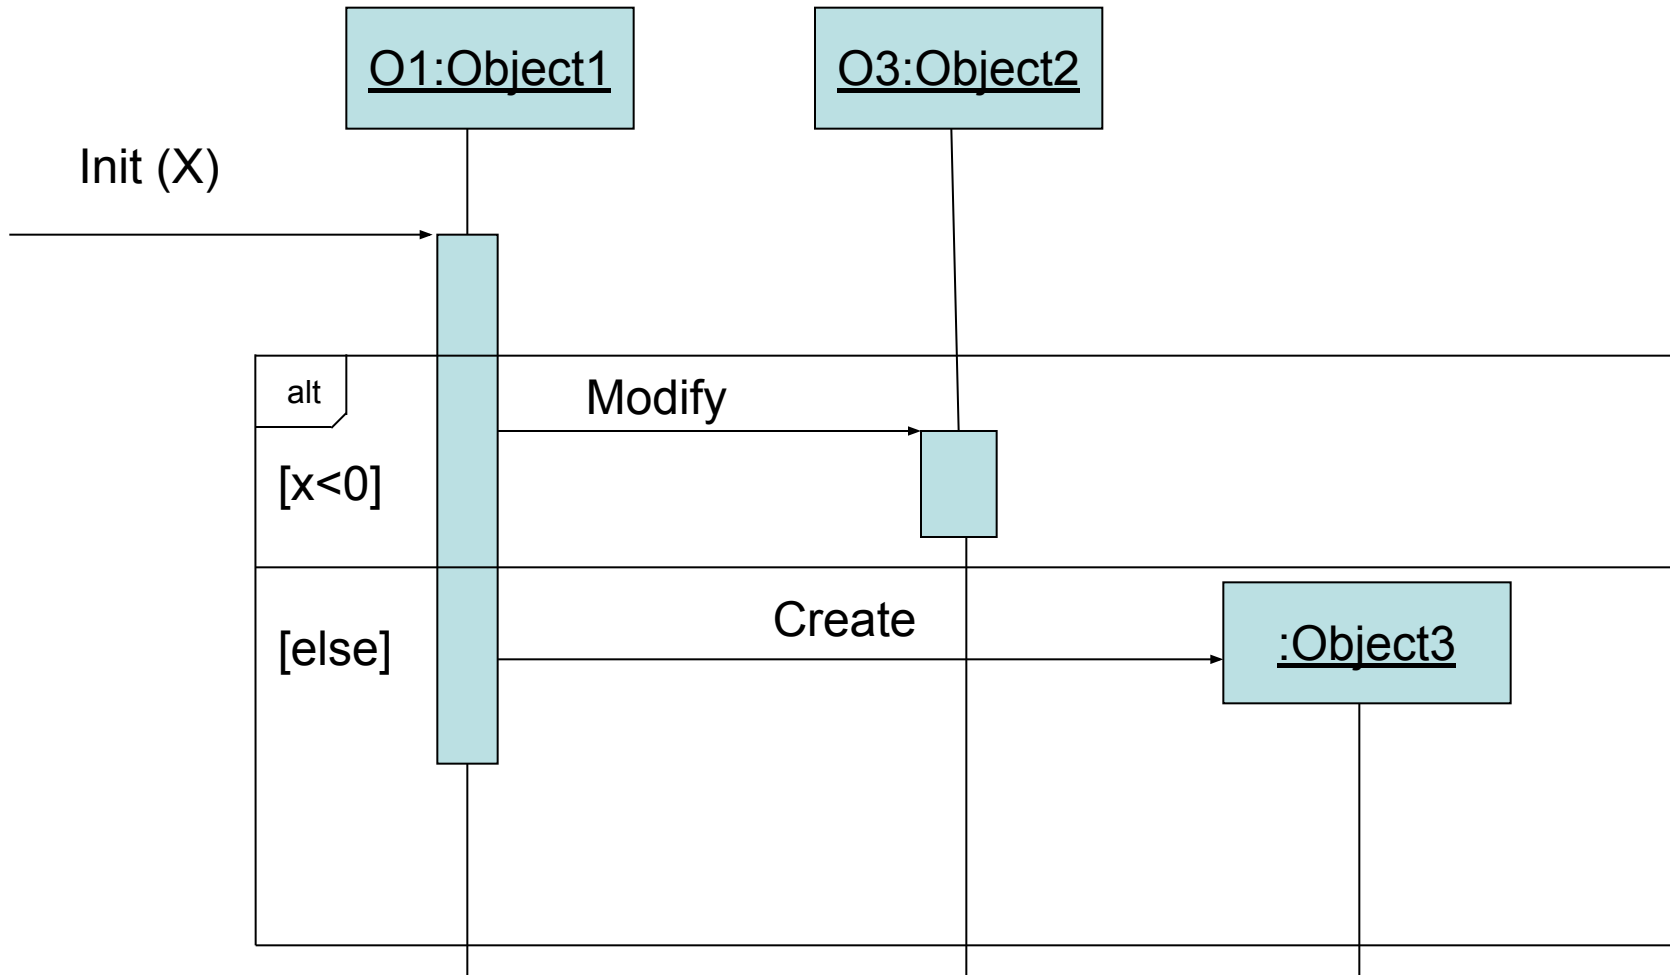 O1:Object1
O3:Object2
Init (X)
alt
Modify
[x<0]
Create
:Object3
[else]